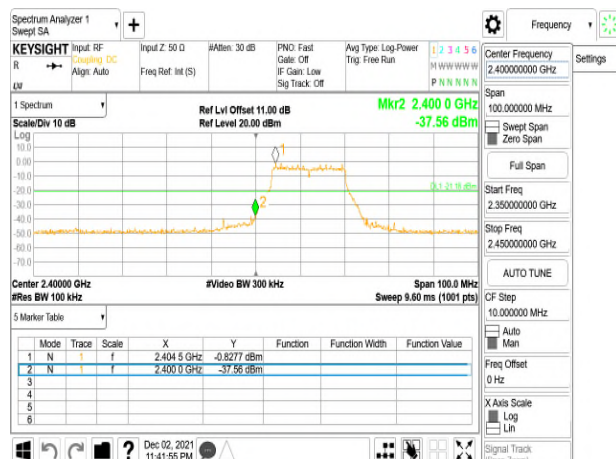 Spectrum Analyzer 1
Swept SA
Frequency
KEYSIGHT
Input: RF
Coupling: DC
Align: Auto
Input Z: 50 Ω
Freq Ref: Int (S)
#Atten: 30 dB
PNO: Fast
Gate: Off
IF Gain: Low
Sig Track: Off
Avg Type: Log-Power
Trig: Free Run
1 2 3 4 5 6
M W W W W W
P N N N N N
R
LXI
Center Frequency
2.400000000 GHz
Settings
Span
100.000000 MHz
Swept Span
Zero Span
Full Span
Start Freq
2.350000000 GHz
Stop Freq
2.450000000 GHz
AUTO TUNE
CF Step
10.000000 MHz
Auto
Man
Freq Offset
0 Hz
X Axis Scale
Log
Lin
Signal Track
1 Spectrum
Scale/Div 10 dB
Log
Ref Lvl Offset 11.00 dB
Ref Level 20.00 dBm
Mkr2 2.400 0 GHz
-37.56 dBm
10.0
0.00
-10.0
-20.0
-30.0
-40.0
-50.0
-60.0
-70.0
1
2
Center 2.40000 GHz
#Res BW 100 kHz
#Video BW 300 kHz
Span 100.0 MHz
Sweep 9.60 ms (1001 pts)
5 Marker Table
Mode Trace Scale X Y Function Function Width Function Value
1 N 1 f 2.404 5 GHz -0.8277 dBm
2 N 1 f 2.400 0 GHz -37.56 dBm
3
4
5
6
?
Dec 02, 2021
11:41:55 PM